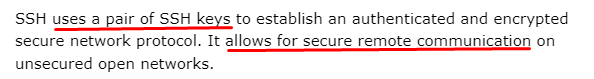 SSH uses a pair of SSH keys to establish an authenticated and encrypted
secure network protocol. It allows for secure remote communication on
unsecured open networks.